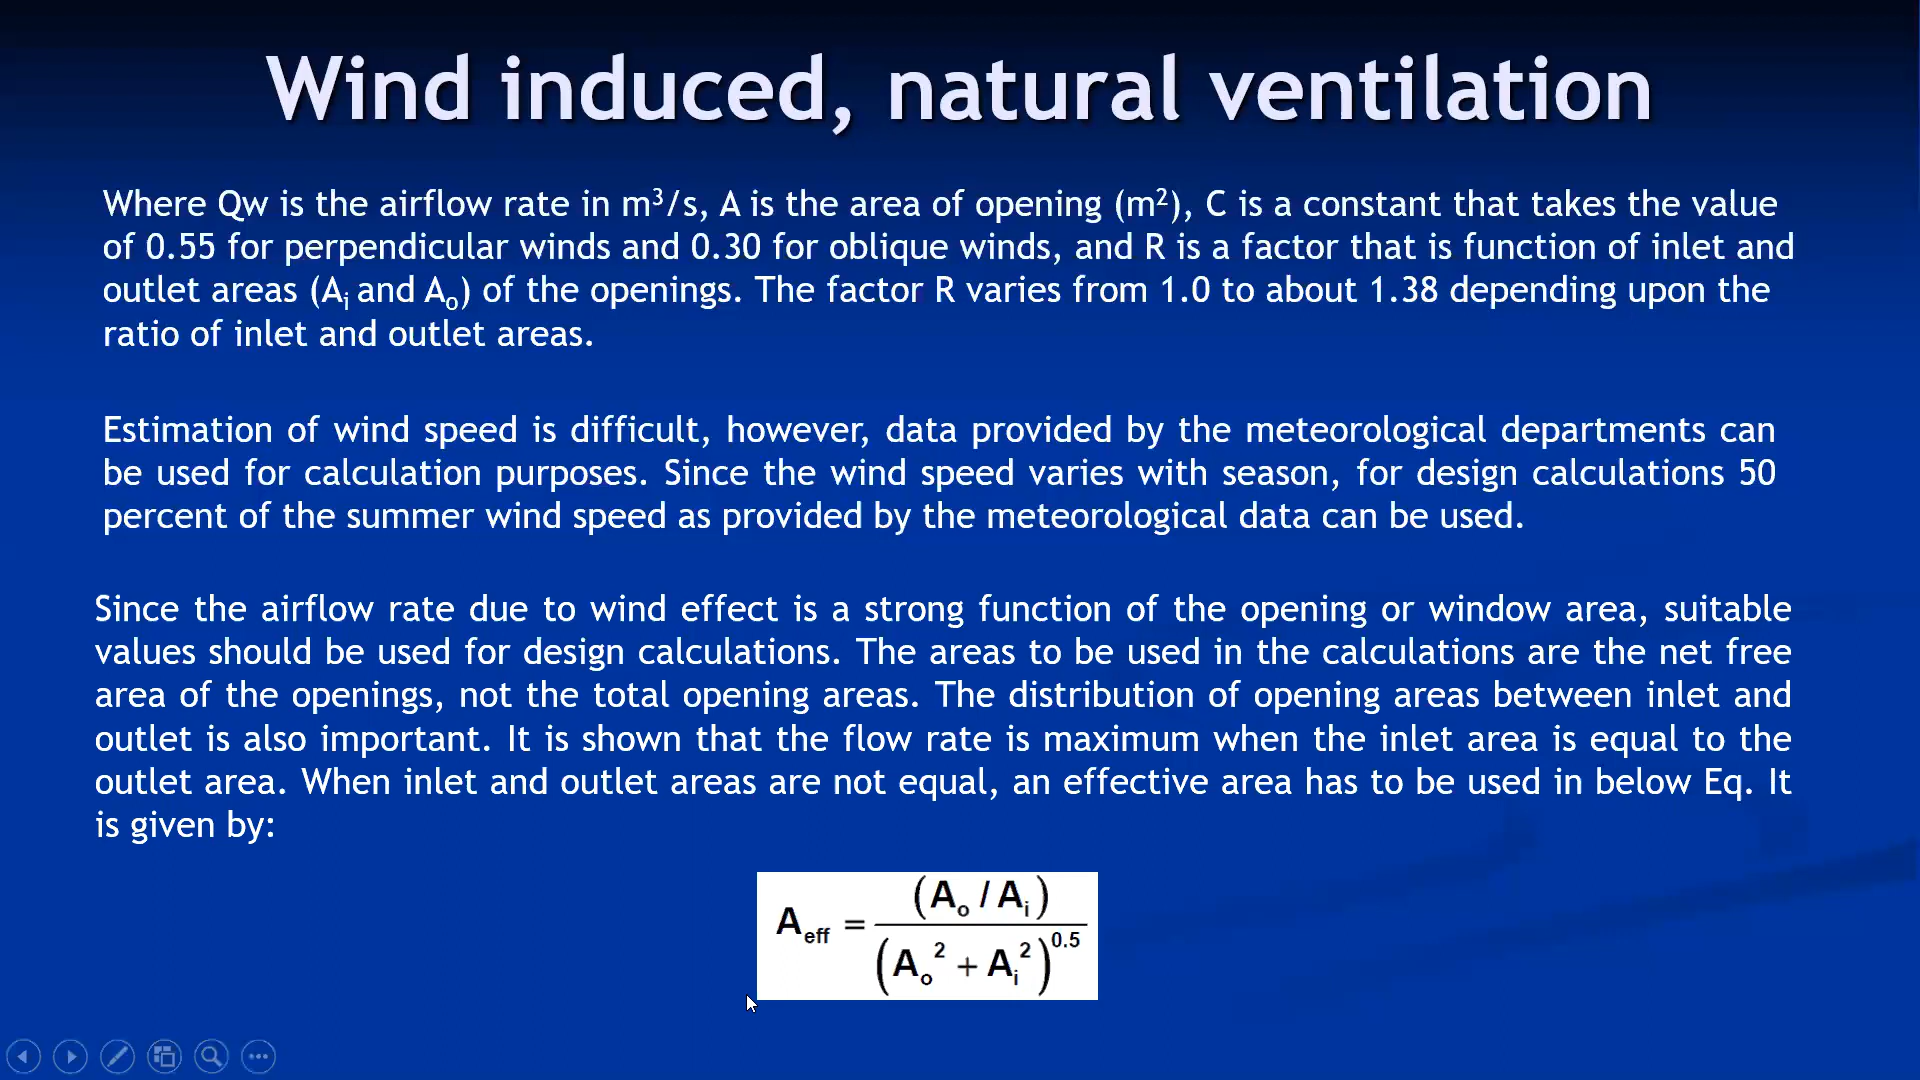 Wind induced, natural ventilation
Where Qw is the airflow rate in m³/s, A is the area of opening (m²), C is a constant that takes the value
of 0.55 for perpendicular winds and 0.30 for oblique winds, and R is a factor that is function of inlet and
outlet areas (Aᵢ and Aₒ) of the openings. The factor R varies from 1.0 to about 1.38 depending upon the
ratio of inlet and outlet areas.
Estimation of wind speed is difficult, however, data provided by the meteorological departments can
be used for calculation purposes. Since the wind speed varies with season, for design calculations 50
percent of the summer wind speed as provided by the meteorological data can be used.
Since the airflow rate due to wind effect is a strong function of the opening or window area, suitable
values should be used for design calculations. The areas to be used in the calculations are the net free
area of the openings, not the total opening areas. The distribution of opening areas between inlet and
outlet is also important. It is shown that the flow rate is maximum when the inlet area is equal to the
outlet area. When inlet and outlet areas are not equal, an effective area has to be used in below Eq. It
is given by:
A_eff = (Aₒ / Aᵢ) / (Aₒ² + Aᵢ²)^0.5